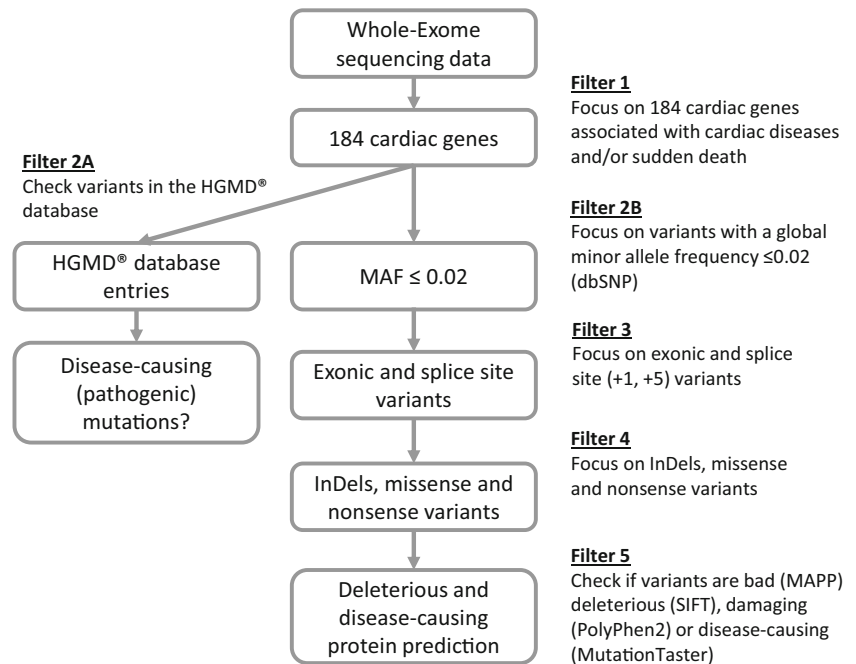 Whole-Exome
sequencing data
Filter 1
Focus on 184 cardiac genes
associated with cardiac diseases
and/or sudden death
184 cardiac genes
Filter 2A
Check variants in the HGMD®
database
Filter 2B
Focus on variants with a global
minor allele frequency ≤0.02
(dbSNP)
HGMD® database
entries
MAF ≤ 0.02
Filter 3
Focus on exonic and splice
site (+1, +5) variants
Disease-causing
(pathogenic)
mutations?
Exonic and splice site
variants
Filter 4
Focus on InDels, missense
and nonsense variants
InDels, missense and
nonsense variants
Filter 5
Check if variants are bad (MAPP)
deleterious (SIFT), damaging
(PolyPhen2) or disease-causing
(MutationTaster)
Deleterious and
disease-causing
protein prediction